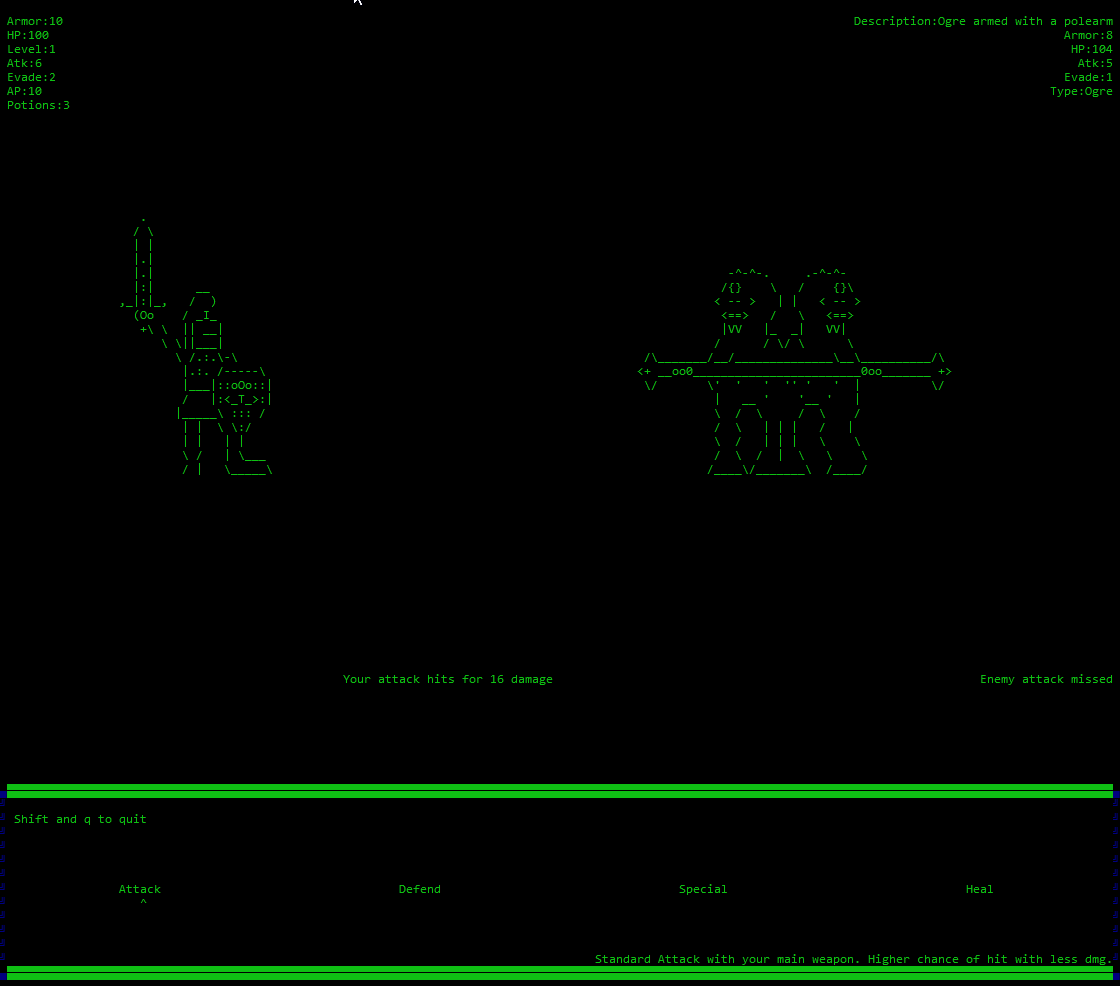 Armor:10
HP:100
Level:1
Atk:6
Evade:2
AP:10
Potions:3
Description:Ogre armed with a polearm
Armor:8
HP:104
Atk:5
Evade:1
Type:Ogre
Your attack hits for 16 damage
Enemy attack missed
Shift and q to quit
Attack
Defend
Special
Heal
^
Standard Attack with your main weapon. Higher chance of hit with less dmg.